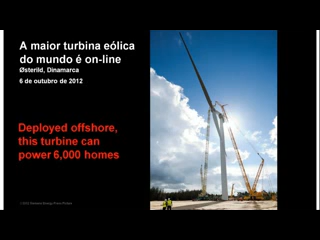 A maior turbina eólica
do mundo é on-line
Østerild, Dinamarca
6 de outubro de 2012
Deployed offshore,
this turbine can
power 6,000 homes